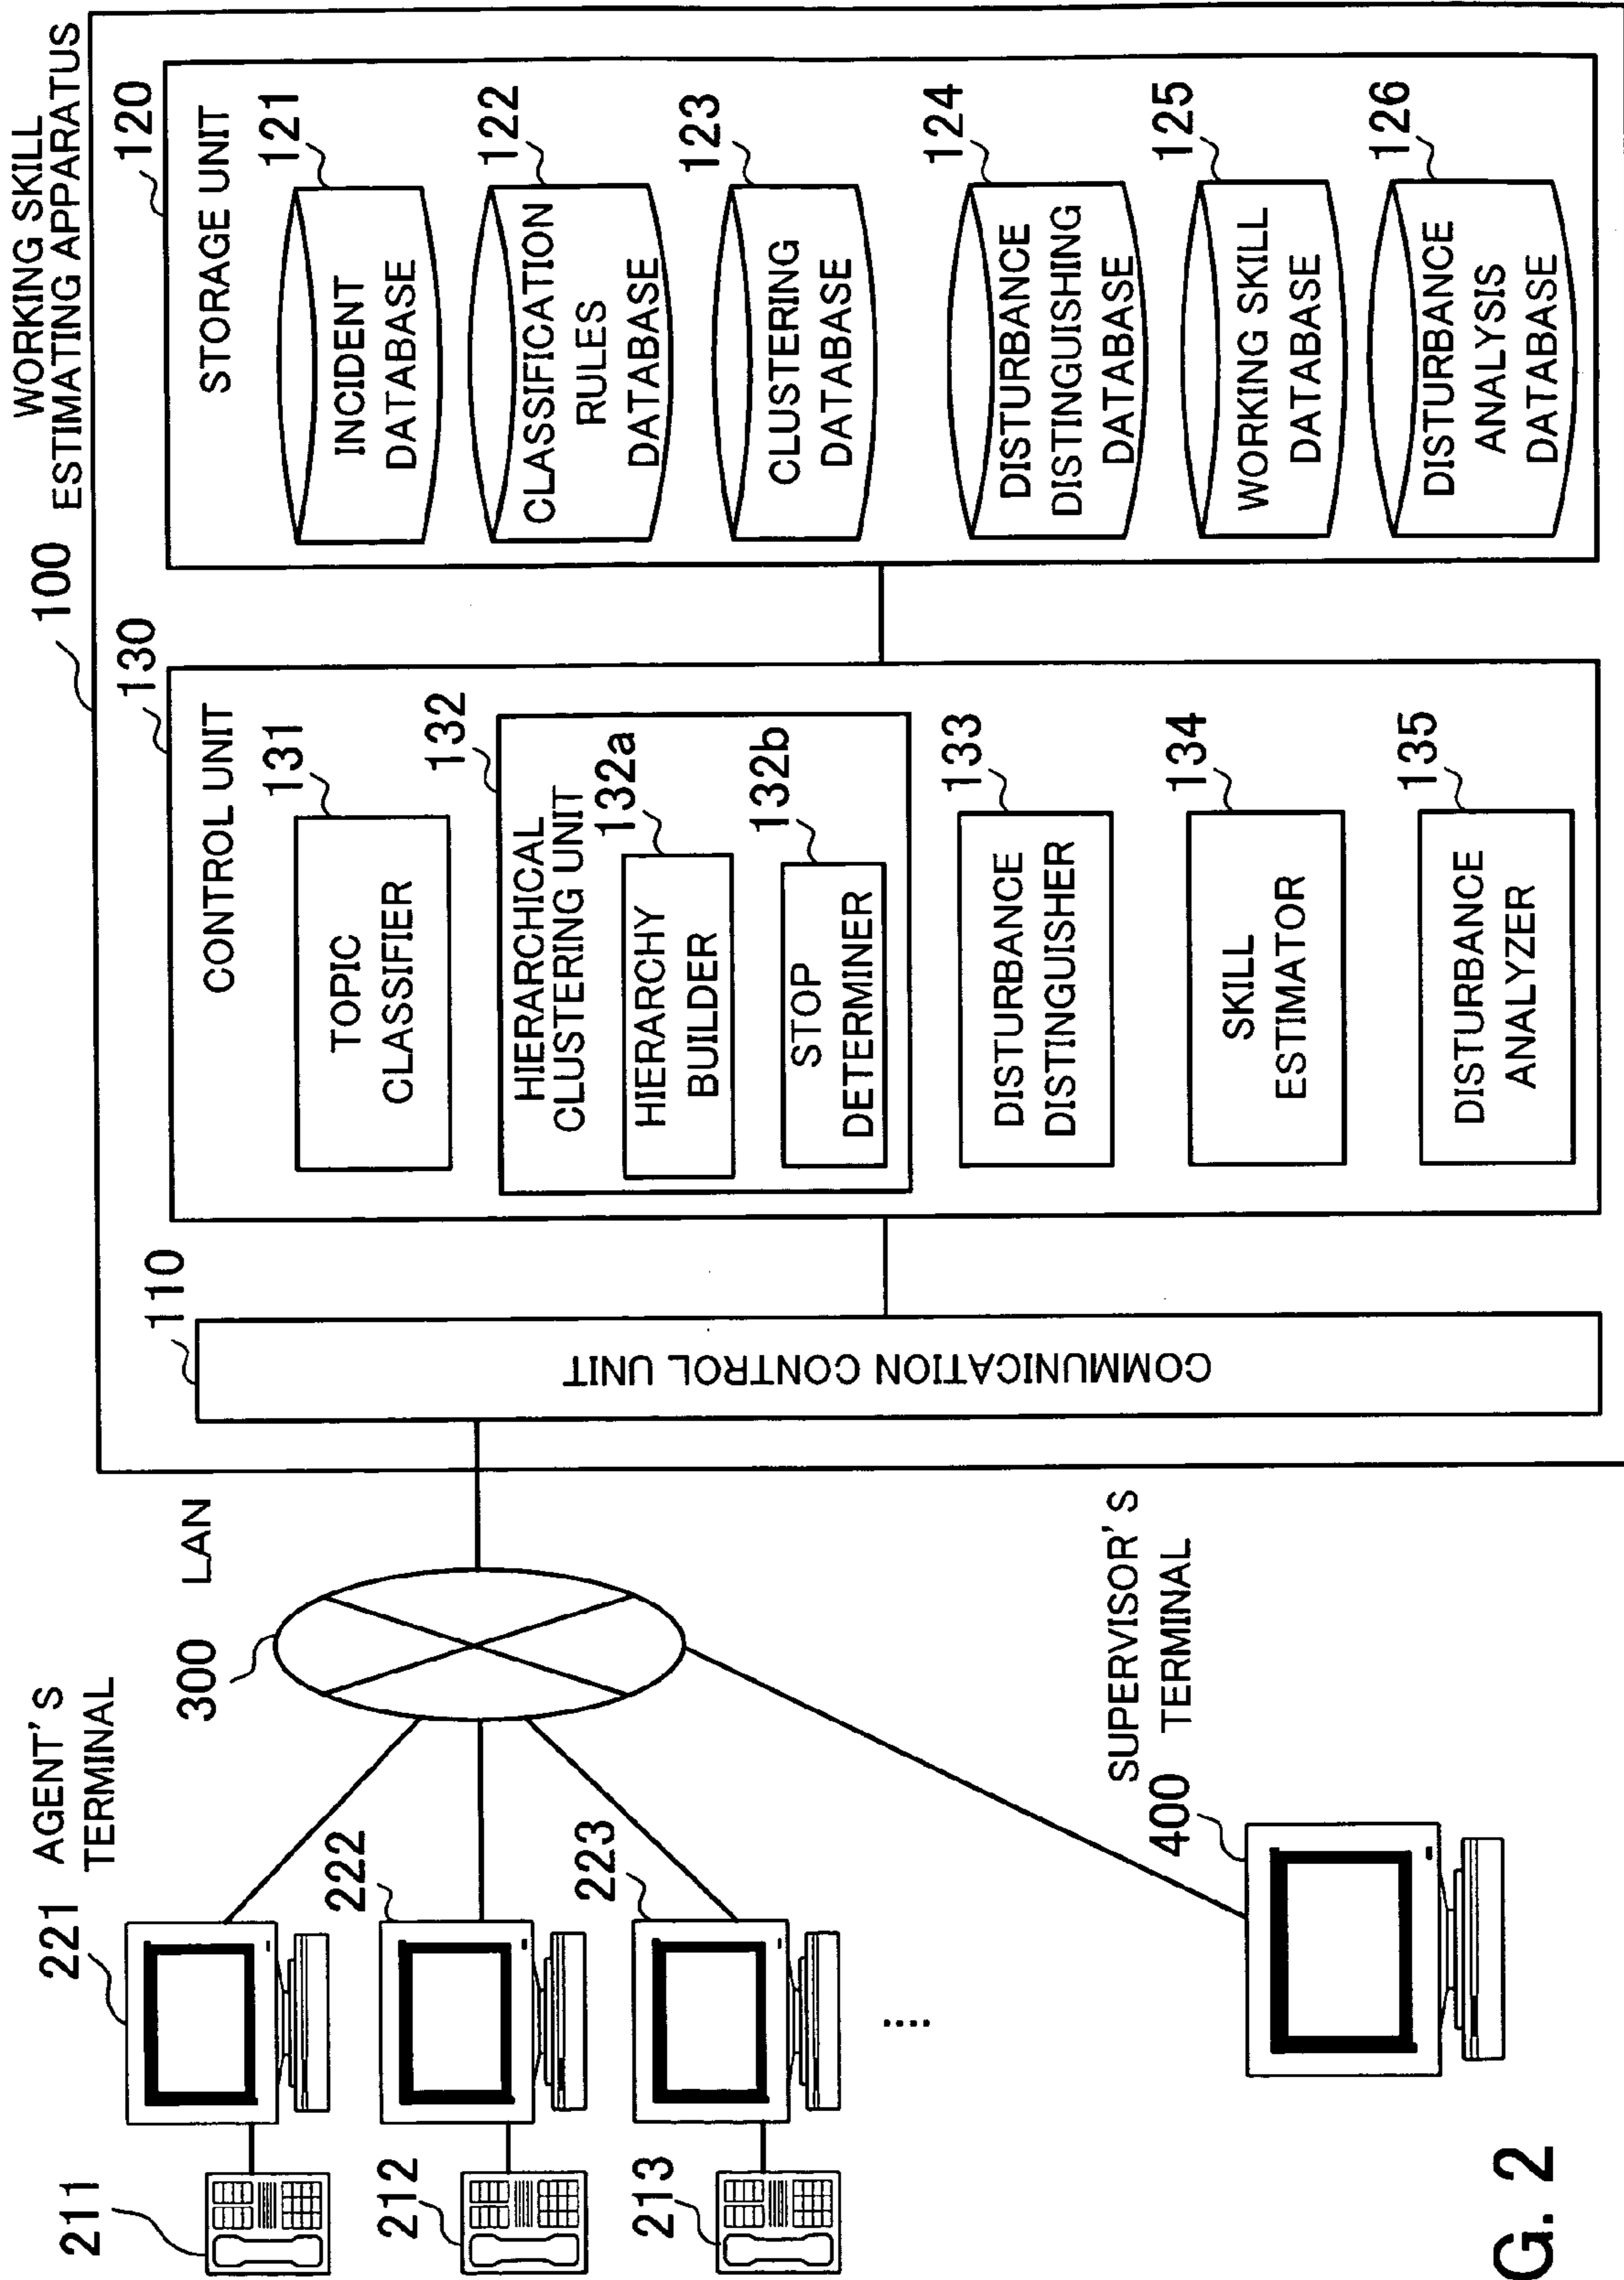 WORKING SKILL
100 ESTIMATING APPARATUS
221 AGENT'S
TERMINAL
211
222
212
223
213
....
300
LAN
SUPERVISOR'S
400 TERMINAL
110
COMMUNICATION CONTROL UNIT
130
CONTROL UNIT
131
TOPIC
CLASSIFIER
132
HIERARCHICAL
CLUSTERING UNIT
132a
HIERARCHY
BUILDER
132b
STOP
DETERMINER
133
DISTURBANCE
DISTINGUISHER
134
SKILL
ESTIMATOR
135
DISTURBANCE
ANALYZER
120
STORAGE UNIT
121
INCIDENT
DATABASE
122
CLASSIFICATION
RULES
DATABASE
123
CLUSTERING
DATABASE
124
DISTURBANCE
DISTINGUISHING
DATABASE
125
WORKING SKILL
DATABASE
126
DISTURBANCE
ANALYSIS
DATABASE
G. 2